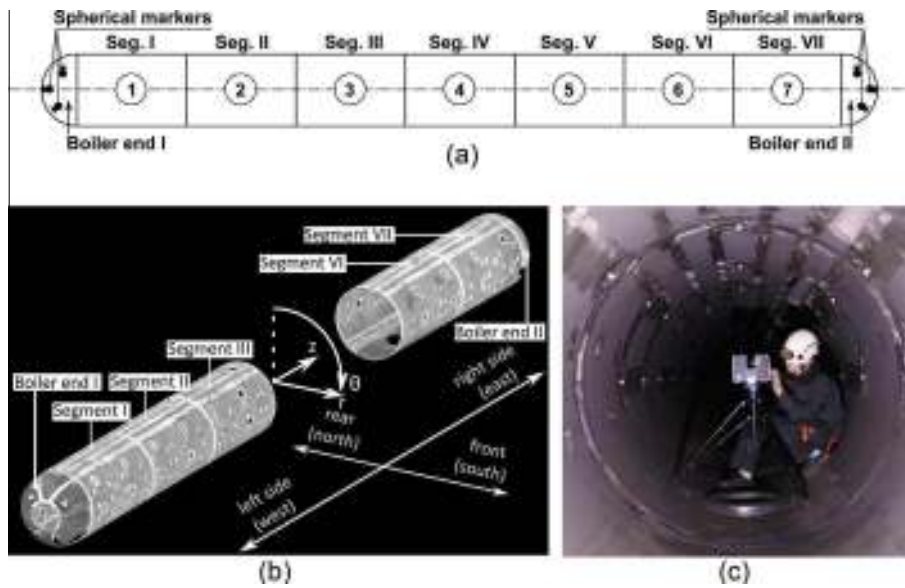 Spherical markers Spherical markers
Seg. I Seg. II Seg. III Seg. IV Seg. V Seg. VI Seg. VII
1 2 3 4 5 6 7
Boiler end I Boiler end II
(a)
Segment VII
Segment VI
Boiler end II
Segment III
Segment II
Boiler end I
Segment I
z
θ
r
right side
(east)
rear
(north)
front
(south)
left side
(west)
(b) (c)